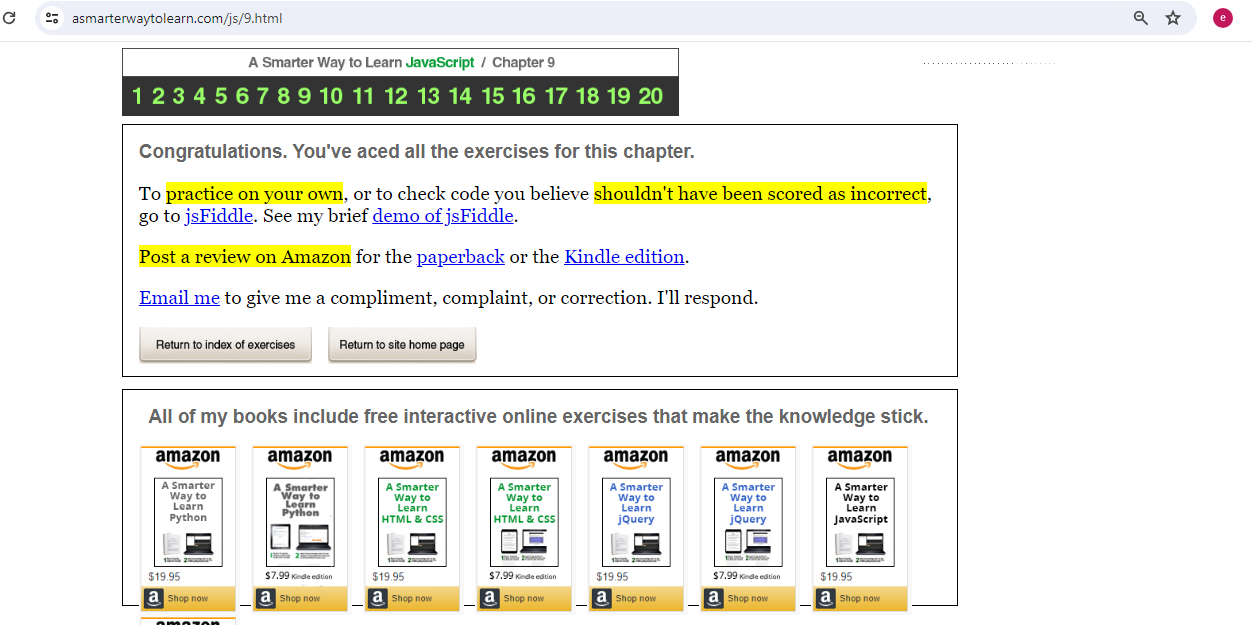 asmarterwaytolearn.com/js/9.html
e
A Smarter Way to Learn JavaScript / Chapter 9
1 2 3 4 5 6 7 8 9 10 11 12 13 14 15 16 17 18 19 20
Congratulations. You've aced all the exercises for this chapter.
To practice on your own, or to check code you believe shouldn't have been scored as incorrect,
go to jsFiddle. See my brief demo of jsFiddle.
Post a review on Amazon for the paperback or the Kindle edition.
Email me to give me a compliment, complaint, or correction. I'll respond.
Return to index of exercises Return to site home page
All of my books include free interactive online exercises that make the knowledge stick.
amazon amazon amazon amazon amazon amazon amazon
A Smarter A Smarter A Smarter A Smarter A Smarter A Smarter A Smarter
Way to Way to Way to Way to Way to Way to Way to
Learn Learn Learn Learn Learn Learn Learn
Python Python HTML & CSS HTML & CSS jQuery jQuery JavaScript
$19.95 $7.99 Kindle edition $19.95 $7.99 Kindle edition $19.95 $7.99 Kindle edition $19.95
a Shop now a Shop now a Shop now a Shop now a Shop now a Shop now a Shop now
amazon